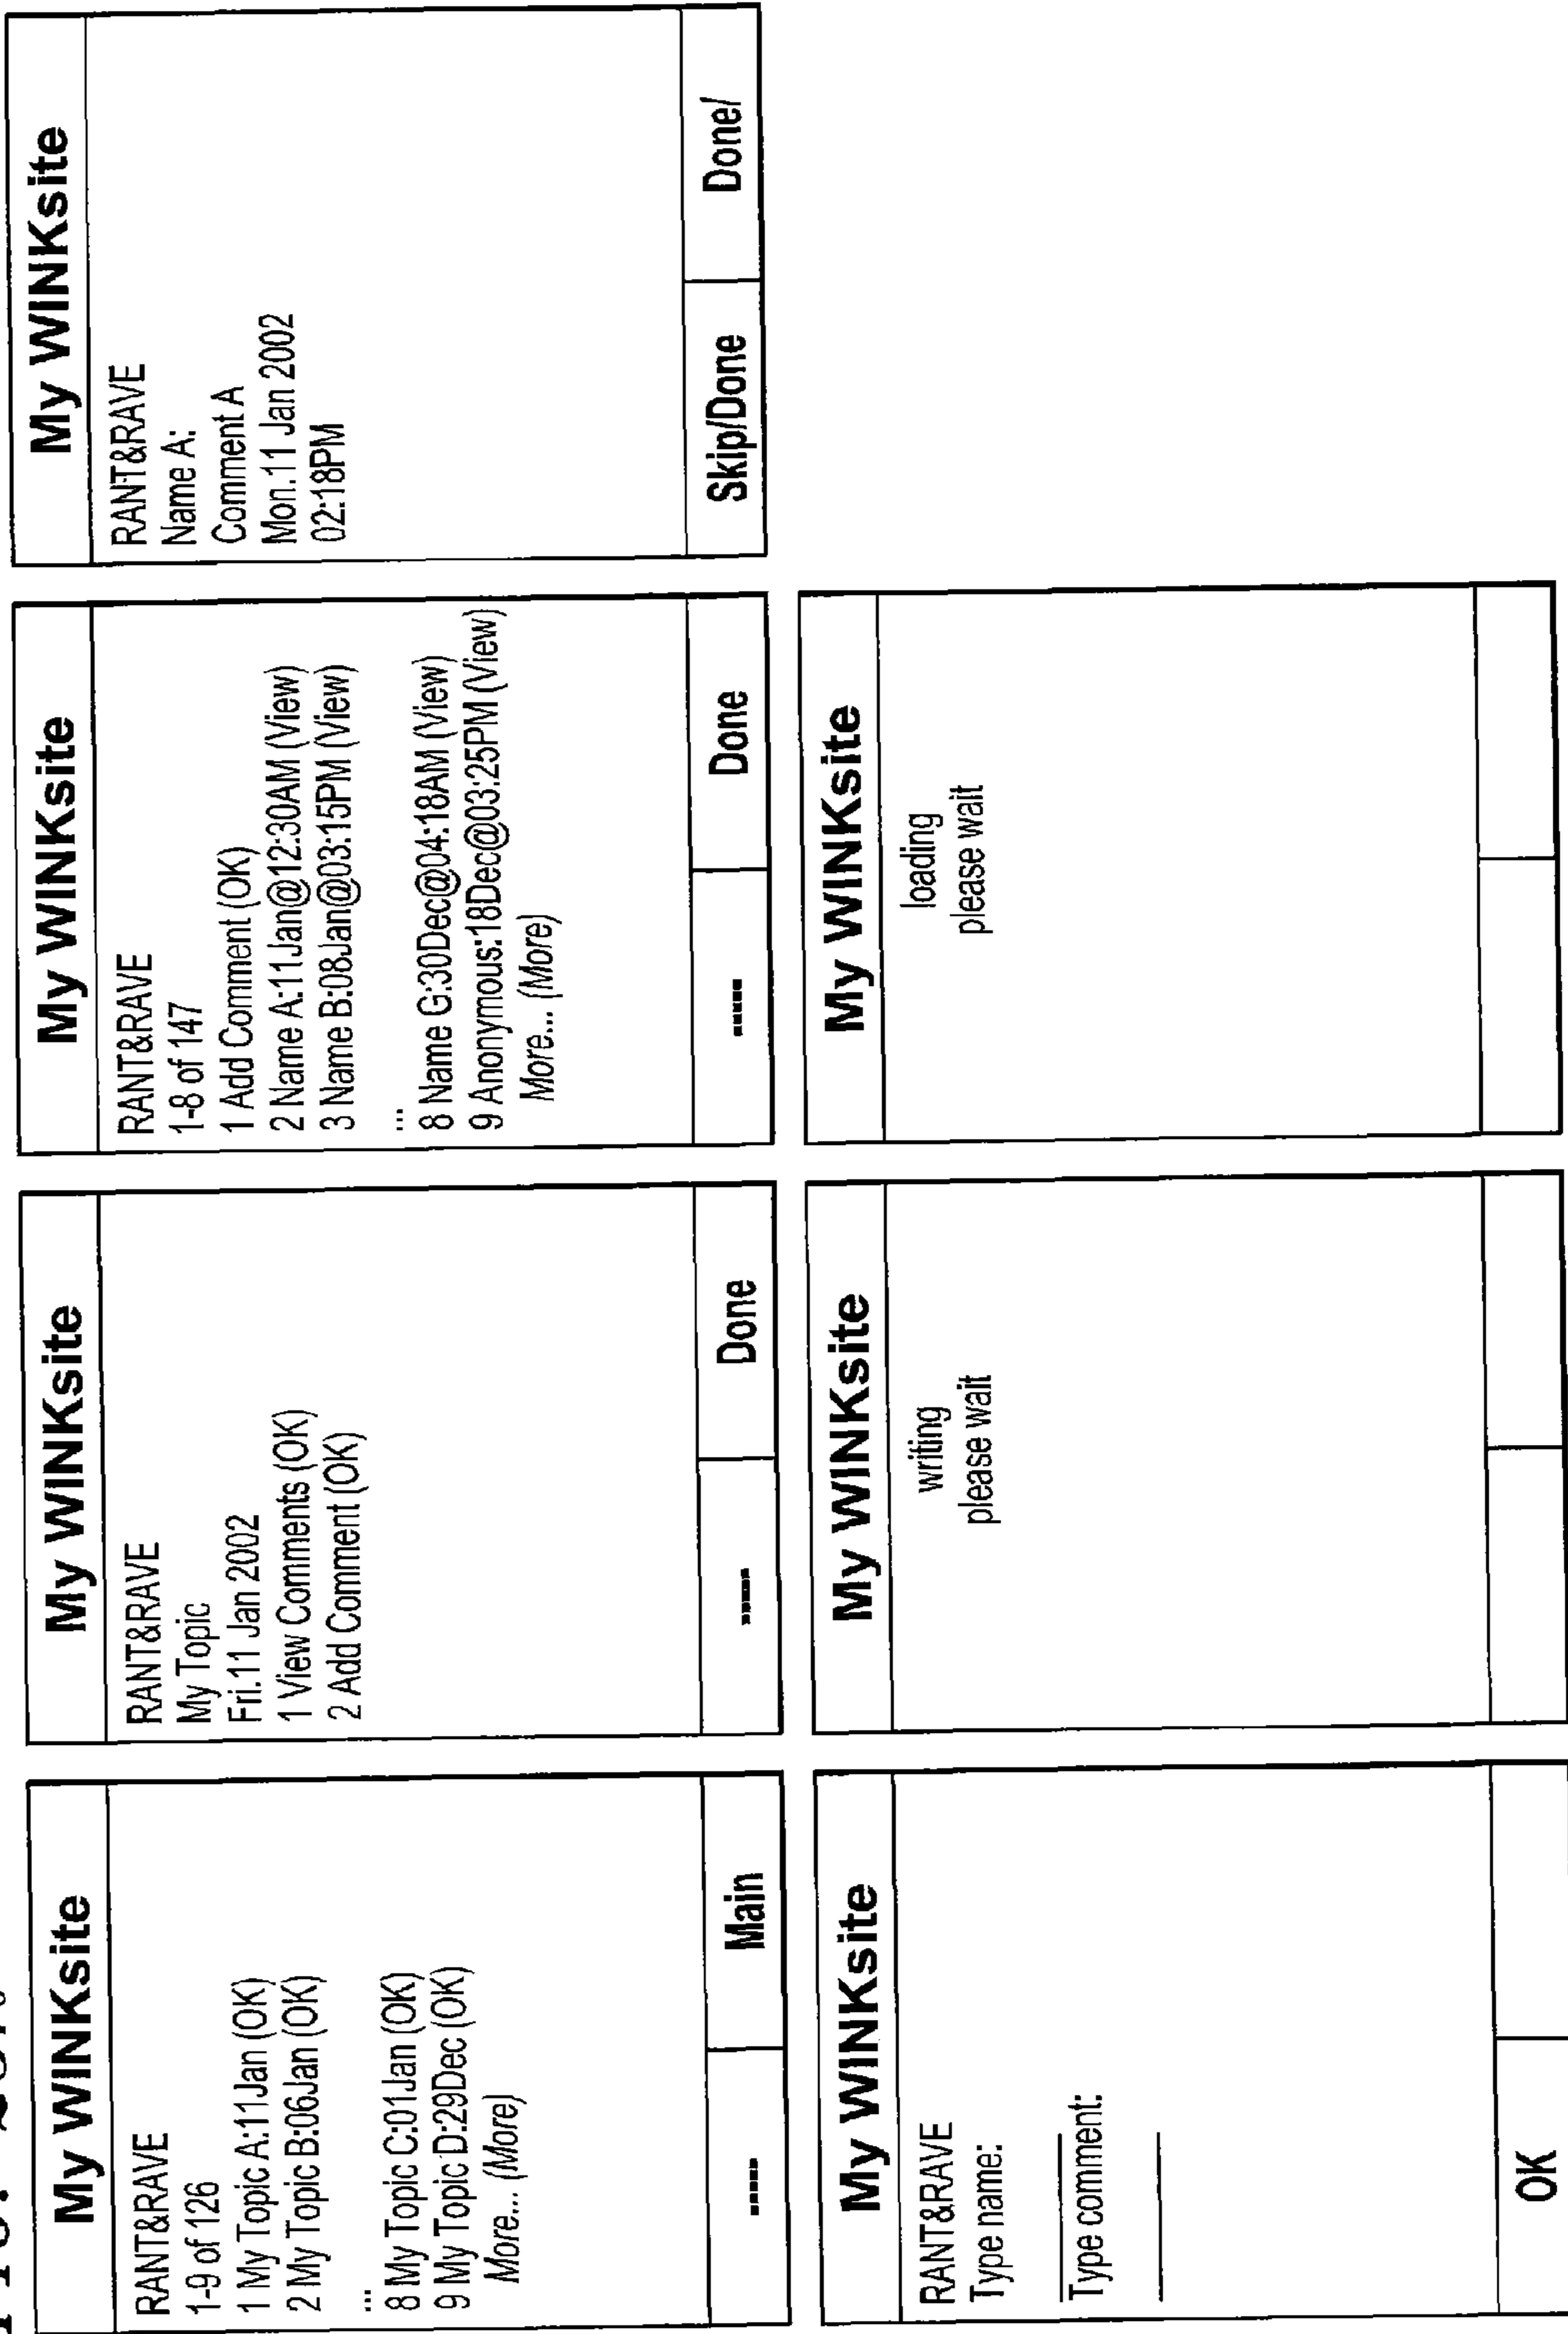 My WINKsite
RANT&RAVE
1-9 of 126
1 My Topic A:11Jan (OK)
2 My Topic B:06Jan (OK)
...
8 My Topic C:01Jan (OK)
9 My Topic D:29Dec (OK)
More... (More)
----- Main
My WINKsite
RANT&RAVE
My Topic
Fri.11 Jan 2002
1 View Comments (OK)
2 Add Comment (OK)
----- Done
My WINKsite
RANT&RAVE
1-8 of 147
1 Add Comment (OK)
2 Name A:11Jan@12:30AM (View)
3 Name B:08Jan@03:15PM (View)
...
8 Name G:30Dec@04:18AM (View)
9 Anonymous:18Dec@03:25PM (View)
More... (More)
----- Done
My WINKsite
RANT&RAVE
Name A:
Comment A
Mon.11 Jan 2002
02:18PM
Skip/Done Done/
My WINKsite
RANT&RAVE
Type name:
Type comment:
OK
My WINKsite
writing
please wait
My WINKsite
loading
please wait